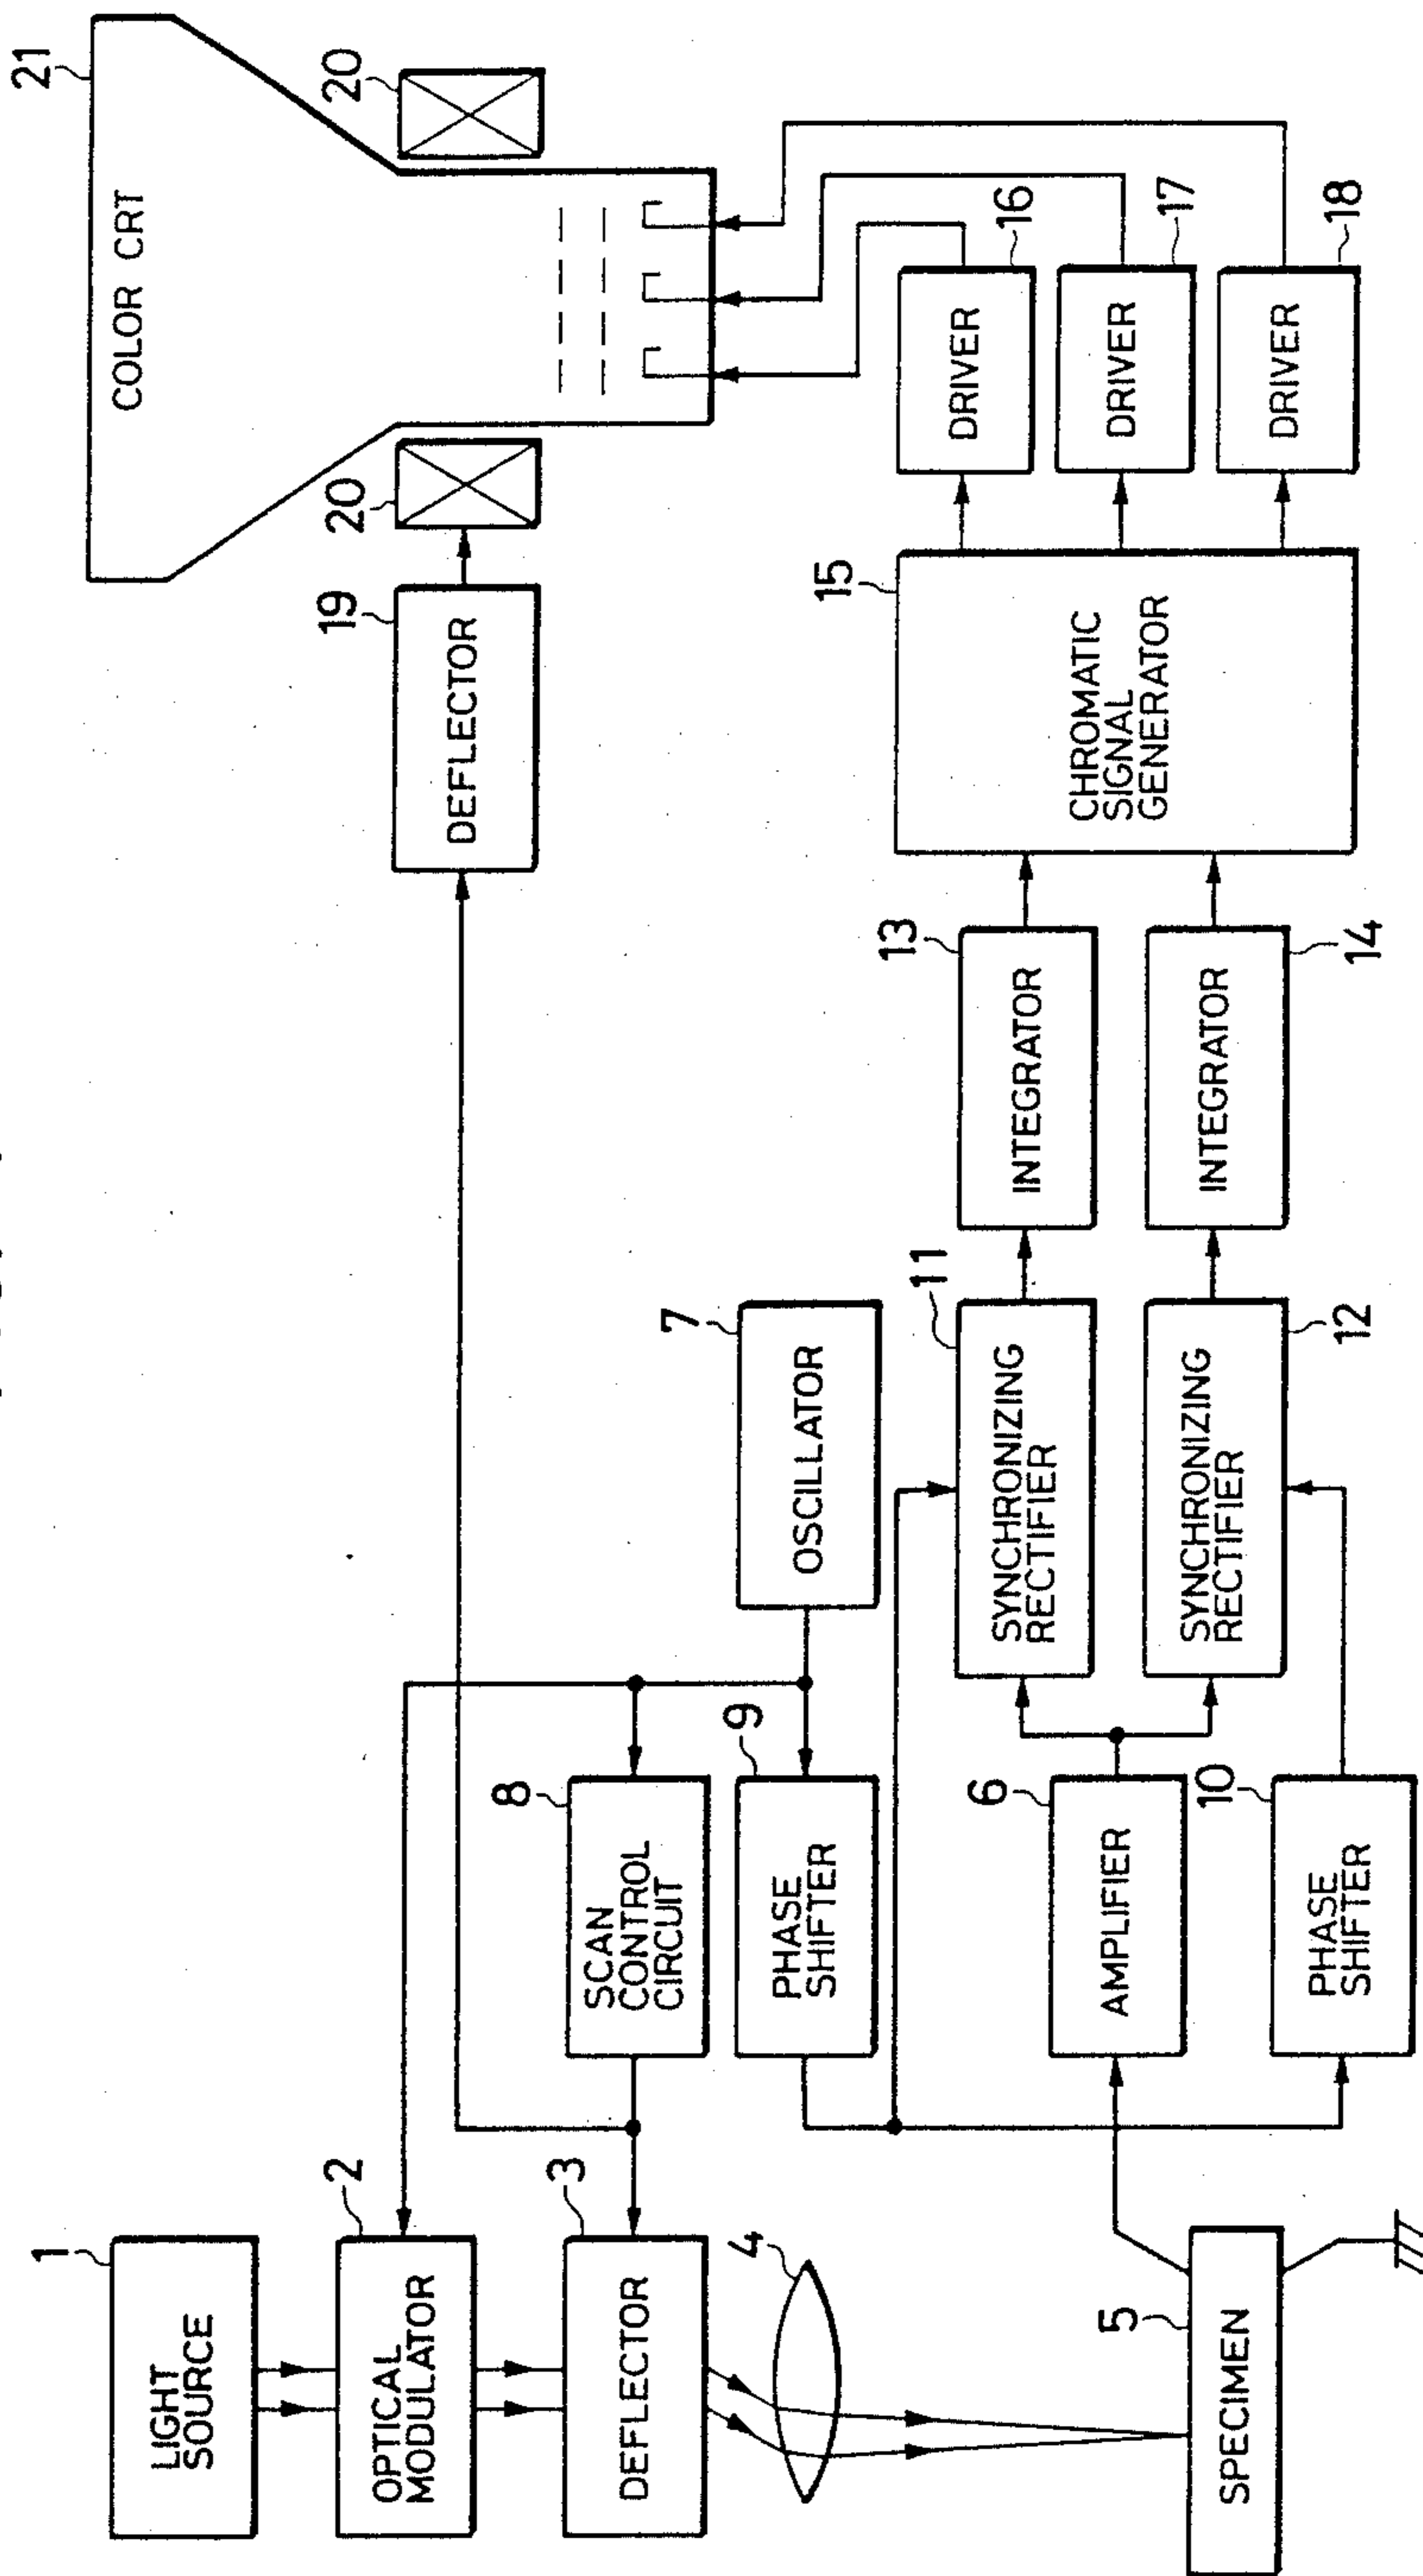 1
LIGHT
SOURCE
2
OPTICAL
MODULATOR
3
DEFLECTOR
4
5
SPECIMEN
8
SCAN
CONTROL
CIRCUIT
9
PHASE
SHIFTER
6
AMPLIFIER
10
PHASE
SHIFTER
7
OSCILLATOR
11
SYNCHRONIZING
RECTIFIER
12
SYNCHRONIZING
RECTIFIER
13
INTEGRATOR
14
INTEGRATOR
19
DEFLECTOR
15
CHROMATIC
SIGNAL
GENERATOR
20
20
21
COLOR CRT
16
DRIVER
17
DRIVER
18
DRIVER